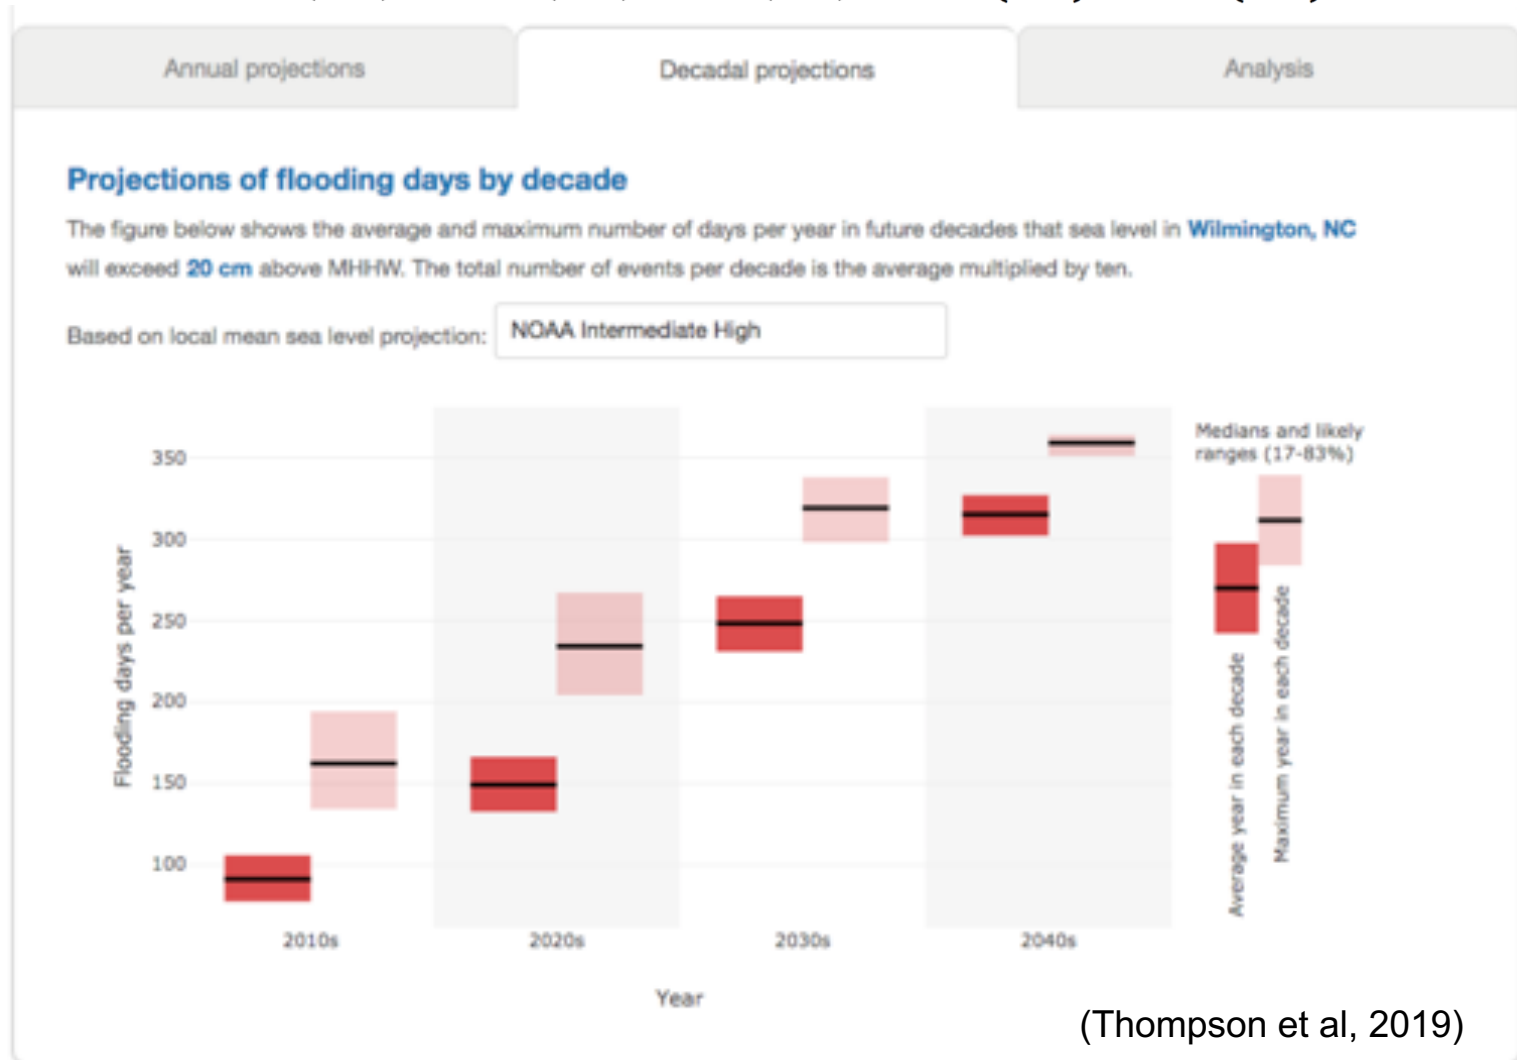 Annual projections
Decadal projections
Analysis
Projections of flooding days by decade
The figure below shows the average and maximum number of days per year in future decades that sea level in Wilmington, NC
will exceed 20 cm above MHHW. The total number of events per decade is the average multiplied by ten.
Based on local mean sea level projection: NOAA Intermediate High
Medians and likely
ranges (17-83%)
350
300
250
200
150
100
Flooding days per year
Average year in each decade
Maximum year in each decade
2010s
2020s
2030s
2040s
Year
(Thompson et al, 2019)